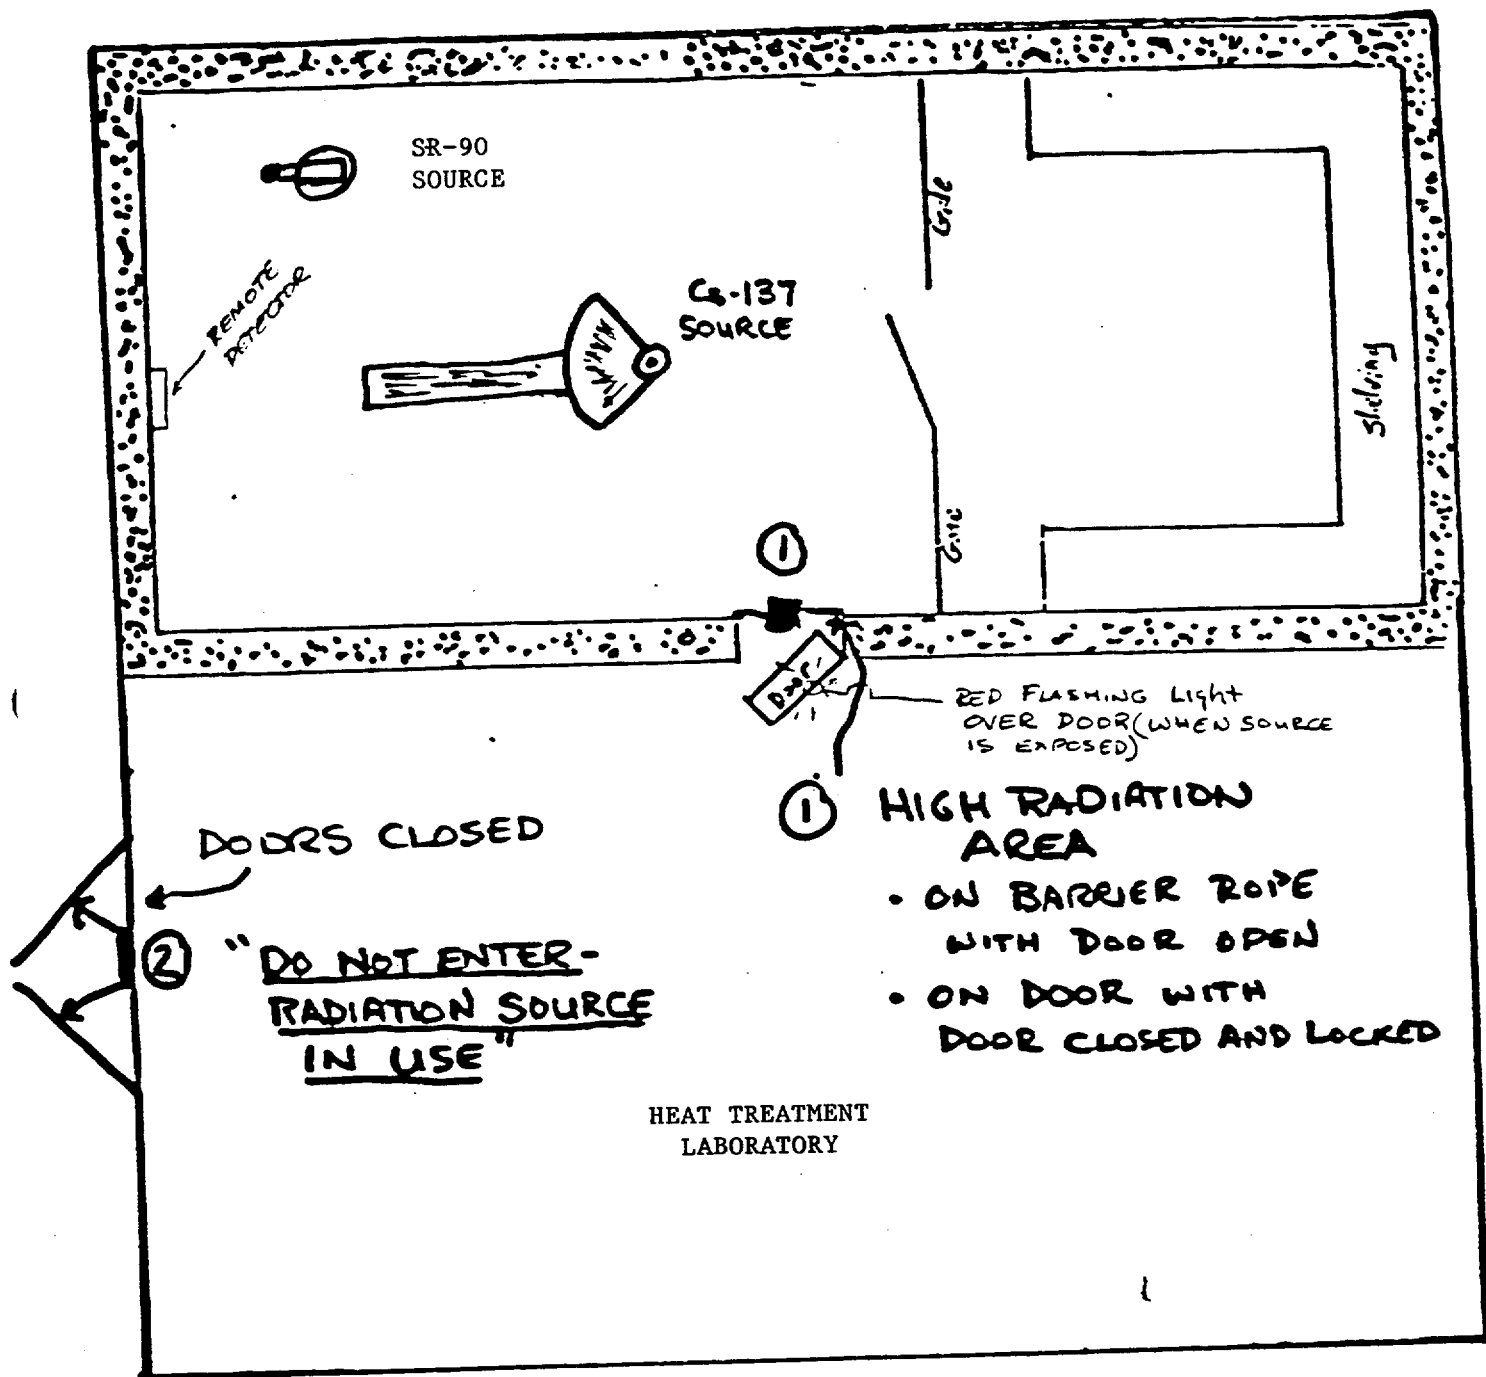 SR-90
SOURCE
REMOTE
DETECTOR
Cs-137
SOURCE
Gate
Gate
Shelving
1
Door
RED FLASHING Light
OVER DOOR (WHEN SOURCE
IS EXPOSED)
1 HIGH RADIATION
AREA
• ON BARRIER ROPE
WITH DOOR OPEN
• ON DOOR WITH
DOOR CLOSED AND LOCKED
DOORS CLOSED
2 "DO NOT ENTER-
RADIATION SOURCE
IN USE"
HEAT TREATMENT
LABORATORY